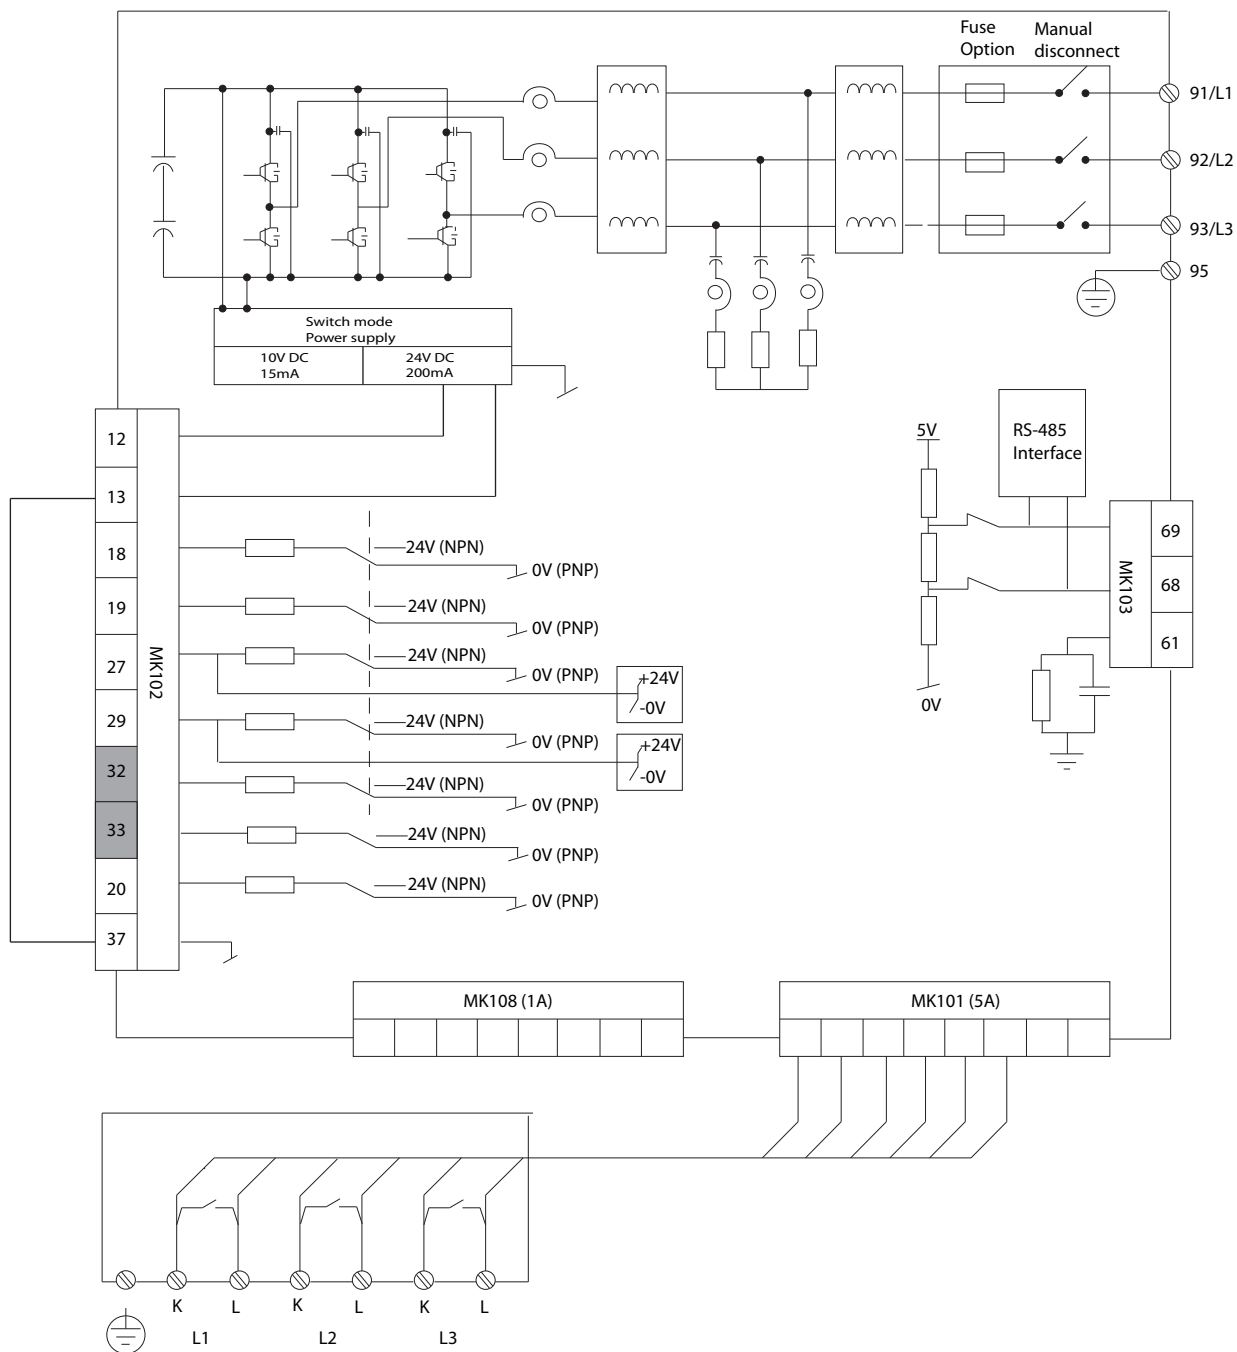 Fuse
Option
Manual
disconnect
91/L1
92/L2
93/L3
95
Switch mode
Power supply
10V DC
15mA
24V DC
200mA
12
13
18
19
27
29
32
33
20
37
MK102
24V (NPN)
0V (PNP)
24V (NPN)
0V (PNP)
24V (NPN)
0V (PNP)
+24V
-0V
24V (NPN)
0V (PNP)
+24V
-0V
24V (NPN)
0V (PNP)
24V (NPN)
0V (PNP)
24V (NPN)
0V (PNP)
5V
0V
RS-485
Interface
MK103
69
68
61
MK108 (1A)
MK101 (5A)
K
L
K
L
K
L
L1
L2
L3